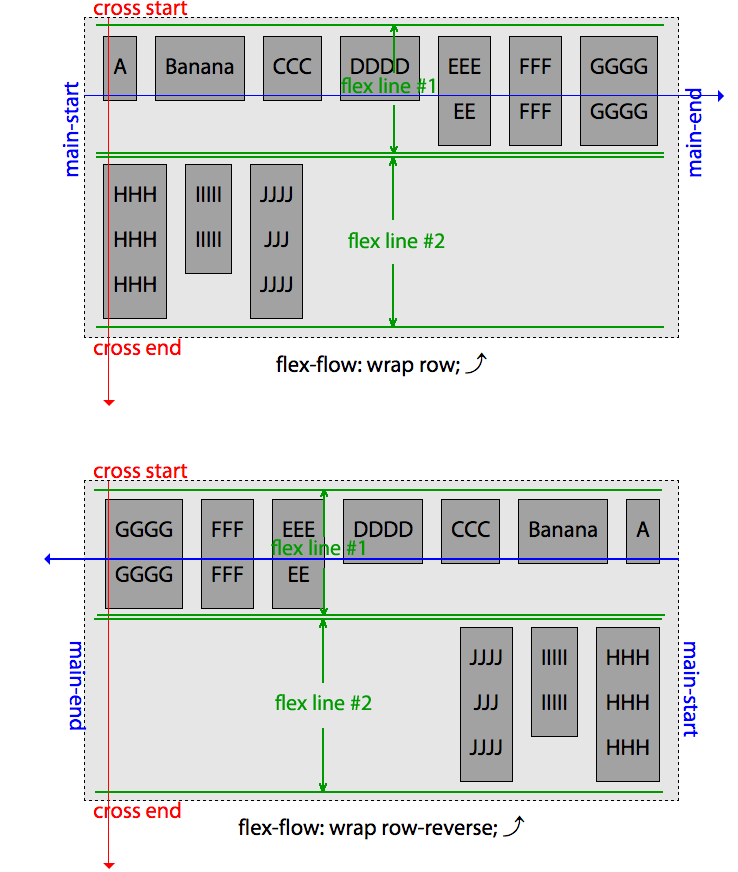 cross start
A Banana CCC DDDD EEE FFF GGGG
flex line #1
EE FFF GGGG
main-start
main-end
HHH IIIII JJJJ
HHH IIIII JJJ
flex line #2
HHH JJJJ
cross end
flex-flow: wrap row;
cross start
GGGG FFF EEE DDDD CCC Banana A
flex line #1
GGGG FFF EE
main-end
main-start
JJJJ IIIII HHH
flex line #2
JJJ IIIII HHH
JJJJ HHH
cross end
flex-flow: wrap row-reverse;